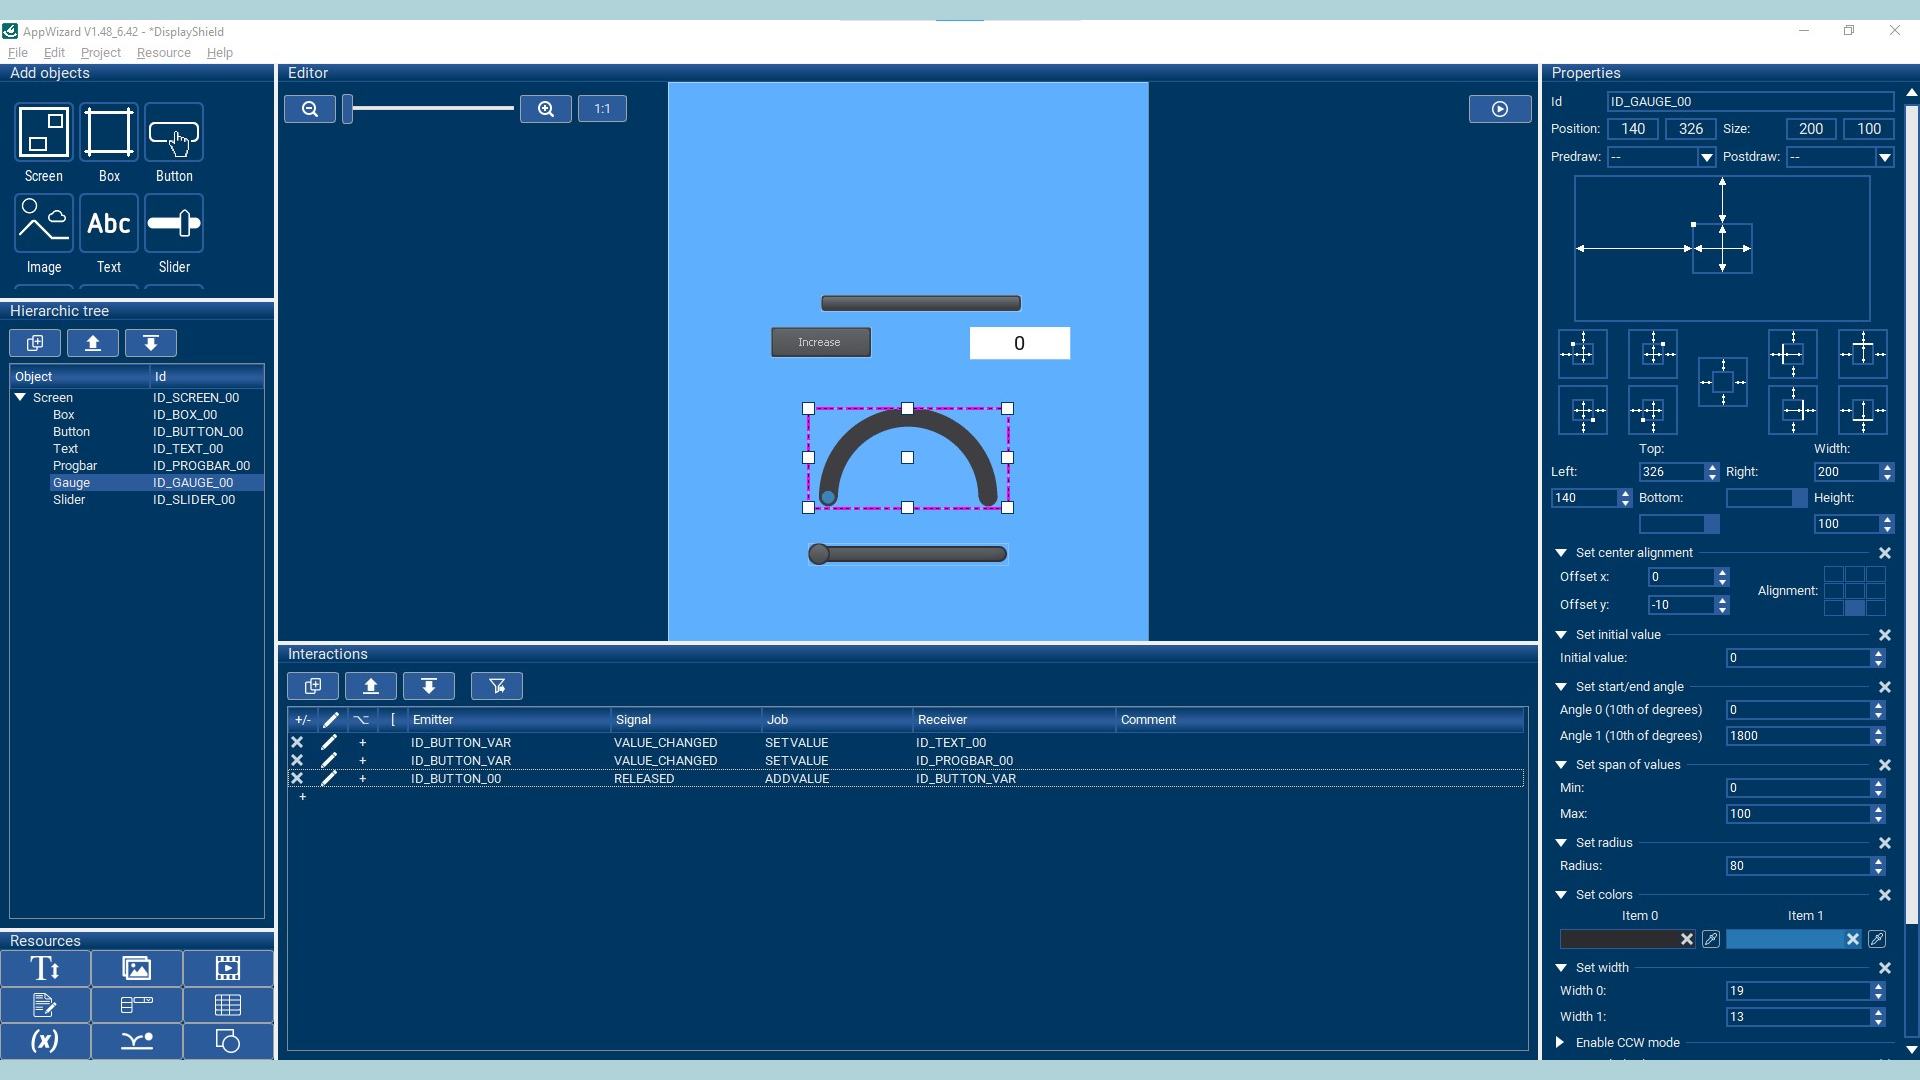 AppWizard V1.48_6.42 - *DisplayShield
File Edit Project Resource Help
Add objects
Screen Box Button
Abc
Image Text Slider
Hierarchic tree
Object Id
Screen ID_SCREEN_00
Box ID_BOX_00
Button ID_BUTTON_00
Text ID_TEXT_00
Progbar ID_PROGBAR_00
Gauge ID_GAUGE_00
Slider ID_SLIDER_00
Resources
T
(x)
Editor
1:1
Increase 0
Interactions
+/- [ Emitter Signal Job Receiver Comment
+ ID_BUTTON_VAR VALUE_CHANGED SETVALUE ID_TEXT_00
+ ID_BUTTON_VAR VALUE_CHANGED SETVALUE ID_PROGBAR_00
+ ID_BUTTON_00 RELEASED ADDVALUE ID_BUTTON_VAR
+
Properties
Id ID_GAUGE_00
Position: 140 326 Size: 200 100
Predraw: -- Postdraw: --
Top: Width:
Left: 326 Right: 200
140 Bottom: Height:
100
Set center alignment
Offset x: 0
Alignment:
Offset y: -10
Set initial value
Initial value: 0
Set start/end angle
Angle 0 (10th of degrees) 0
Angle 1 (10th of degrees) 1800
Set span of values
Min: 0
Max: 100
Set radius
Radius: 80
Set colors
Item 0 Item 1
Set width
Width 0: 19
Width 1: 13
Enable CCW mode